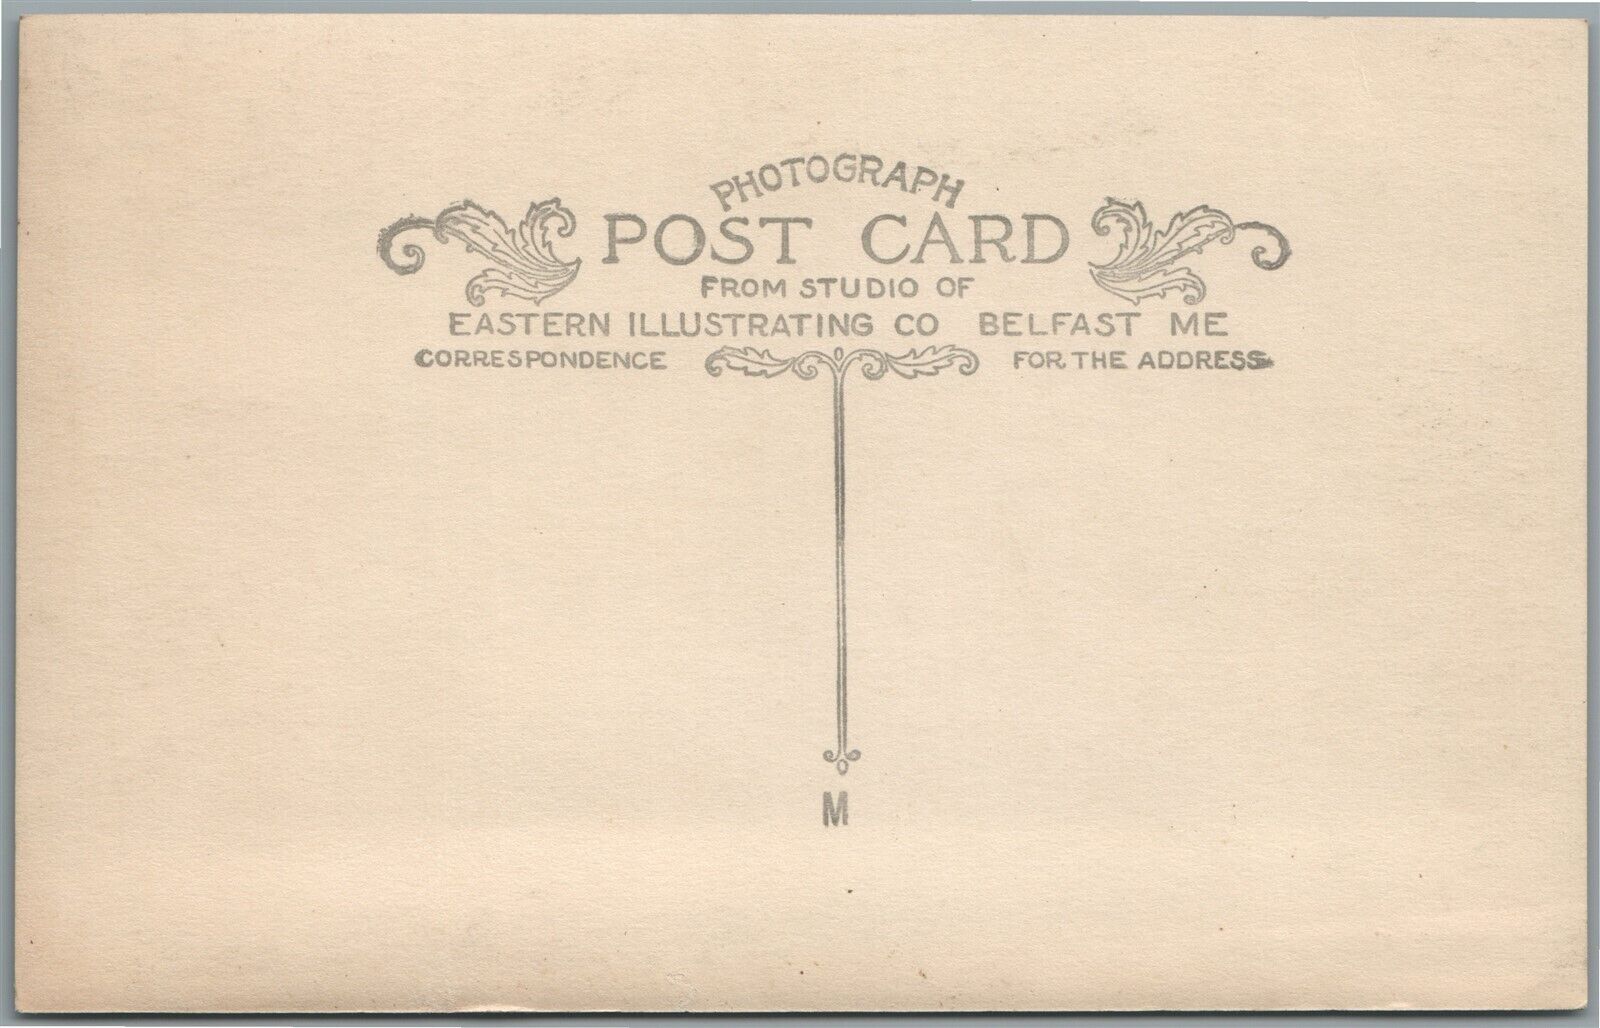 PHOTOGRAPH
POST CARD
FROM STUDIO OF
EASTERN ILLUSTRATING CO BELFAST ME
CORRESPONDENCE FOR THE ADDRESS
M